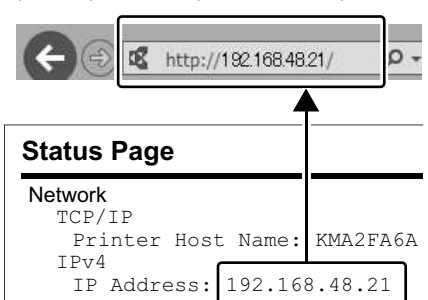 http://192.168.48.21/
Status Page
Network
TCP/IP
Printer Host Name: KMA2FA6A
IPv4
IP Address: 192.168.48.21